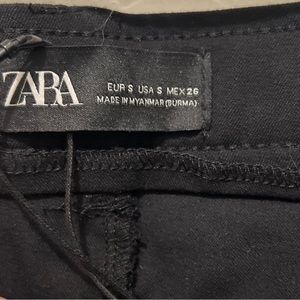 ZARA
EUR S USA S MEX 26
MADE IN MYANMAR (BURMA)